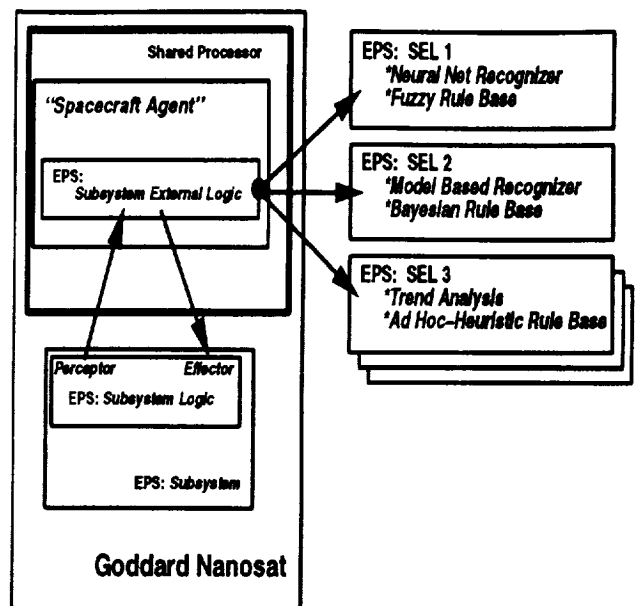 Shared Processor
"Spacecraft Agent"
EPS:
Subsystem External Logic
Perceptor
Effector
EPS: Subsystem Logic
EPS: Subsystem
Goddard Nanosat
EPS: SEL 1
*Neural Net Recognizer
*Fuzzy Rule Base
EPS: SEL 2
*Model Based Recognizer
*Bayesian Rule Base
EPS: SEL 3
*Trend Analysis
*Ad Hoc-Heuristic Rule Base